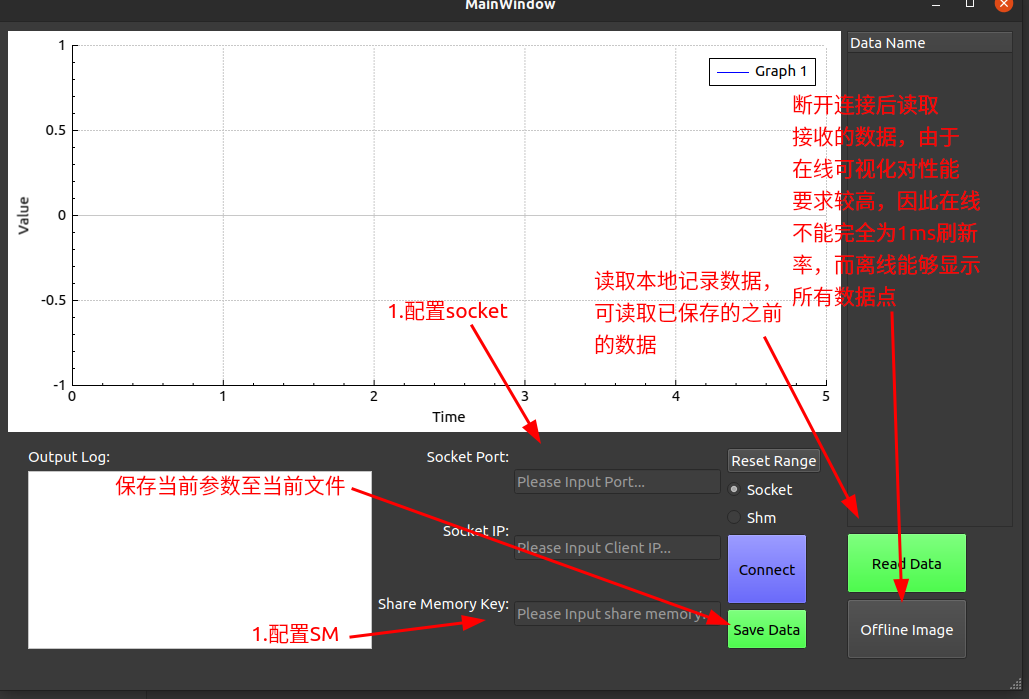 MainWindow
1
0.5
0
-0.5
-1
0
1
2
3
4
5
Value
Time
Graph 1
Data Name
断开连接后读取
接收的数据，由于
在线可视化对性能
要求较高，因此在线
不能完全为1ms刷新
率，而离线能够显示
所有数据点
读取本地记录数据，
可读取已保存的之前
的数据
1.配置socket
Output Log:
保存当前参数至当前文件
Socket Port:
Please Input Port...
Reset Range
Socket
Shm
Socket IP:
Please Input Client IP...
Connect
Read Data
Share Memory Key:
Please Input share memory...
1.配置SM
Save Data
Offline Image